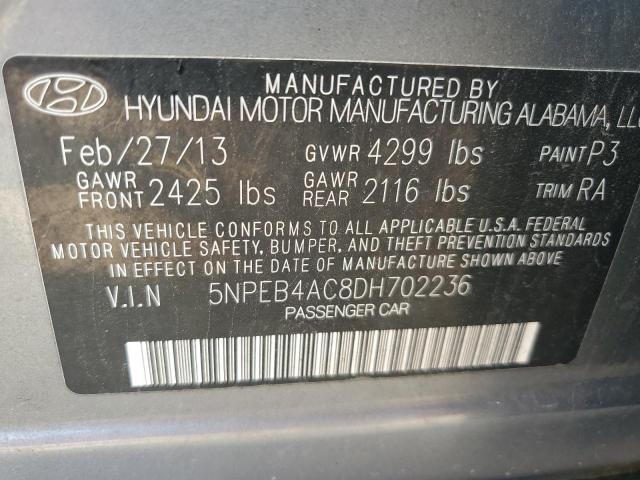 MANUFACTURED BY
HYUNDAI MOTOR MANUFACTURING ALABAMA, LLC
Feb/27/13 GVWR 4299 lbs PAINT P3
GAWR FRONT 2425 lbs GAWR REAR 2116 lbs TRIM RA
THIS VEHICLE CONFORMS TO ALL APPLICABLE U.S.A. FEDERAL
MOTOR VEHICLE SAFETY, BUMPER, AND THEFT PREVENTION STANDARDS
IN EFFECT ON THE DATE OF MANUFACTURE SHOWN ABOVE
V.I.N 5NPEB4AC8DH702236
PASSENGER CAR